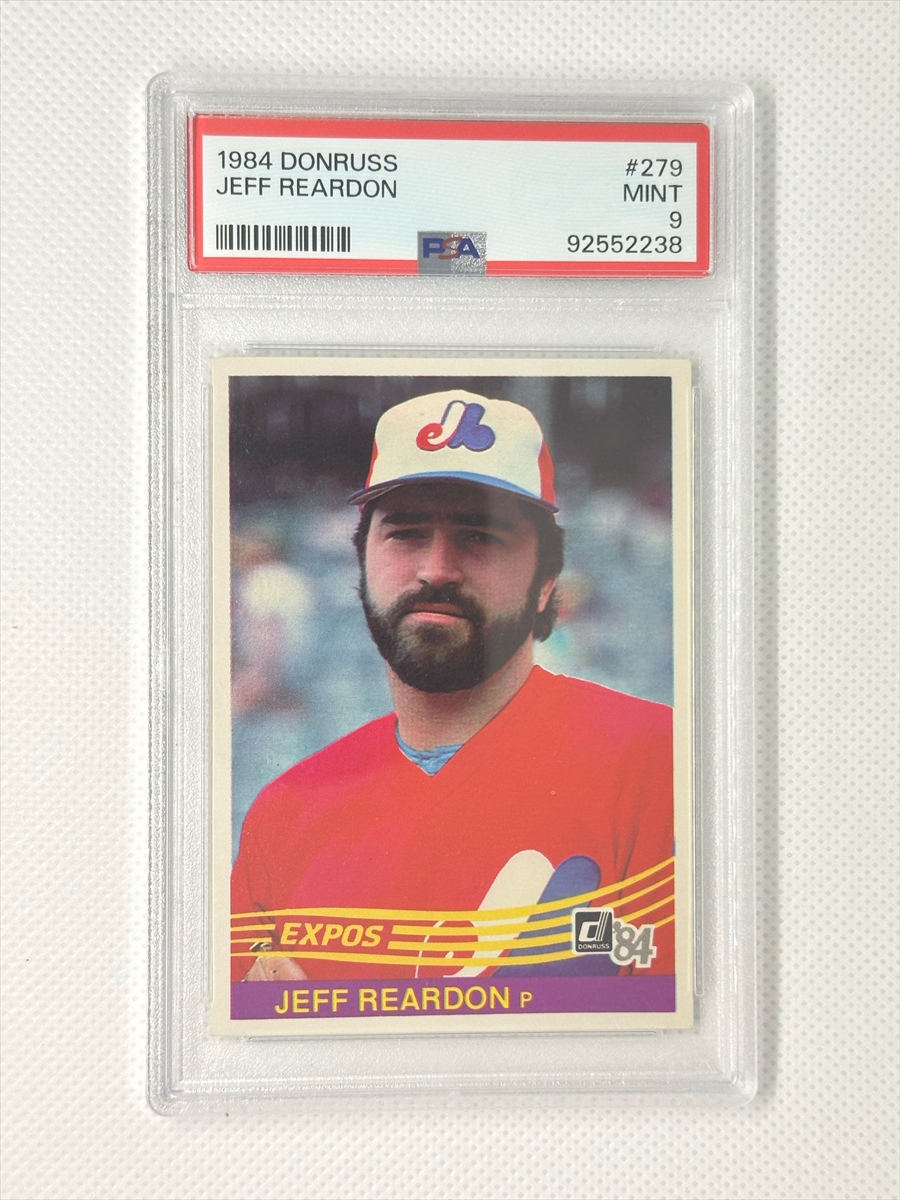 1984 DONRUSS
JEFF REARDON
#279
MINT
9
92552238
PSA
EXPOS
DONRUSS
'84
JEFF REARDON P